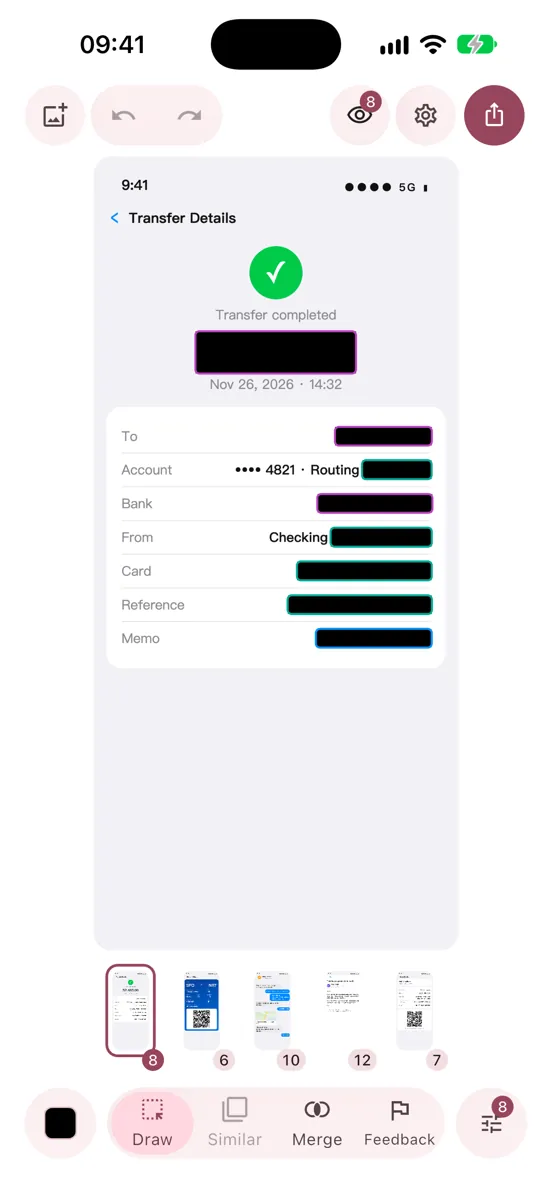 09:41
8
9:41
5G
< Transfer Details
Transfer completed
Nov 26, 2026 · 14:32
To
Account •••• 4821 · Routing
Bank
From Checking
Card
Reference
Memo
8 6 10 12 7
8
Draw Similar Merge Feedback